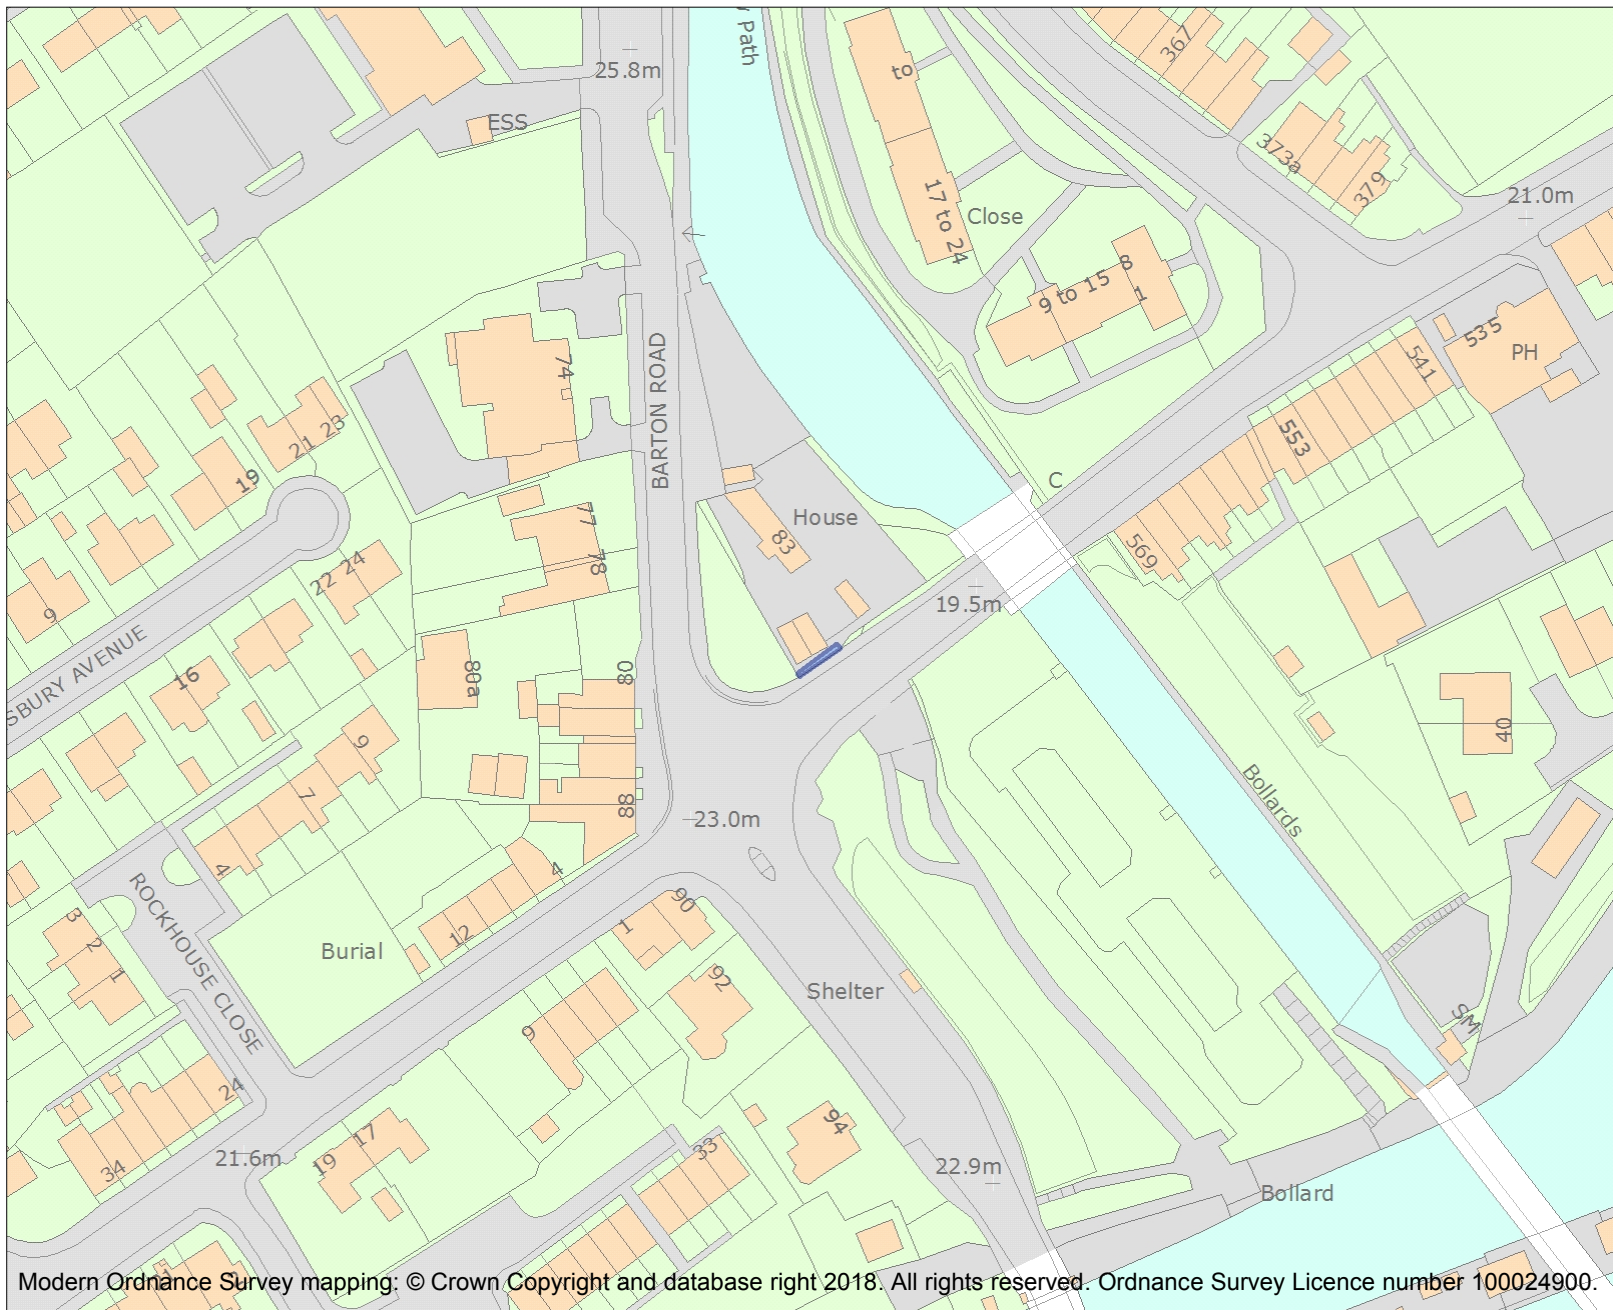 Path
25.8m
to
367
ESS
373a
379
17 to 24
Close
21.0m
9 to 15
8
1
535
PH
541
74
BARTON ROAD
21 23
19
553
C
77
House
83
569
78
22 24
9
19.5m
SBURY AVENUE
16
80a
80
40
9
7
88
Bollards
23.0m
4
4
ROCKHOUSE CLOSE
3
2
1
Burial
12
1
90
92
Shelter
9
SM
24
17
19
34
21.6m
33
94
22.9m
Bollard
Modern Ordnance Survey mapping: © Crown Copyright and database right 2018. All rights reserved. Ordnance Survey Licence number 100024900.